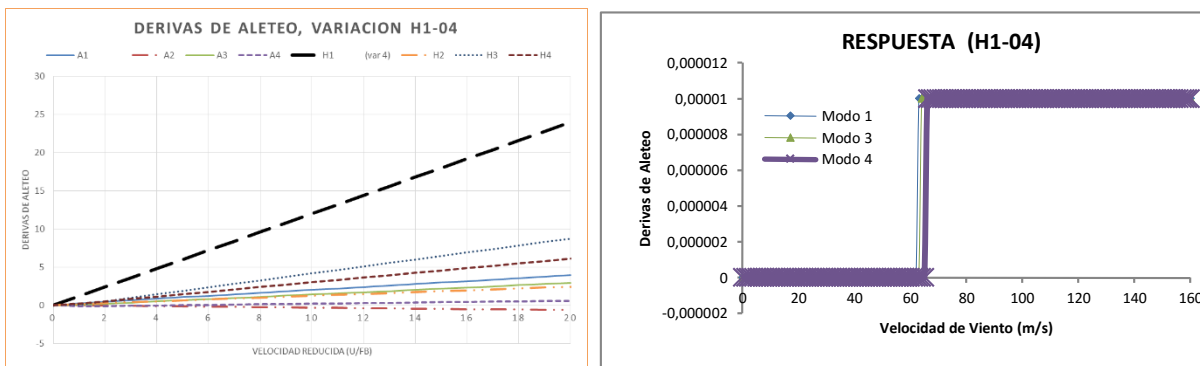 DERIVAS DE ALETEO, VARIACION H1-04
A1 A2 A3 A4 H1 (var 4) H2 H3 H4
30
25
20
15
10
5
0
-5
0 2 4 6 8 10 12 14 16 18 20
DERIVAS DE ALETEO
VELOCIDAD REDUCIDA (U/FB)
RESPUESTA (H1-04)
0,000012
0,00001
0,000008
0,000006
0,000004
0,000002
0
-0,000002
0 20 40 60 80 100 120 140 160
Modo 1
Modo 3
Modo 4
Derivas de Aleteo
Velocidad de Viento (m/s)